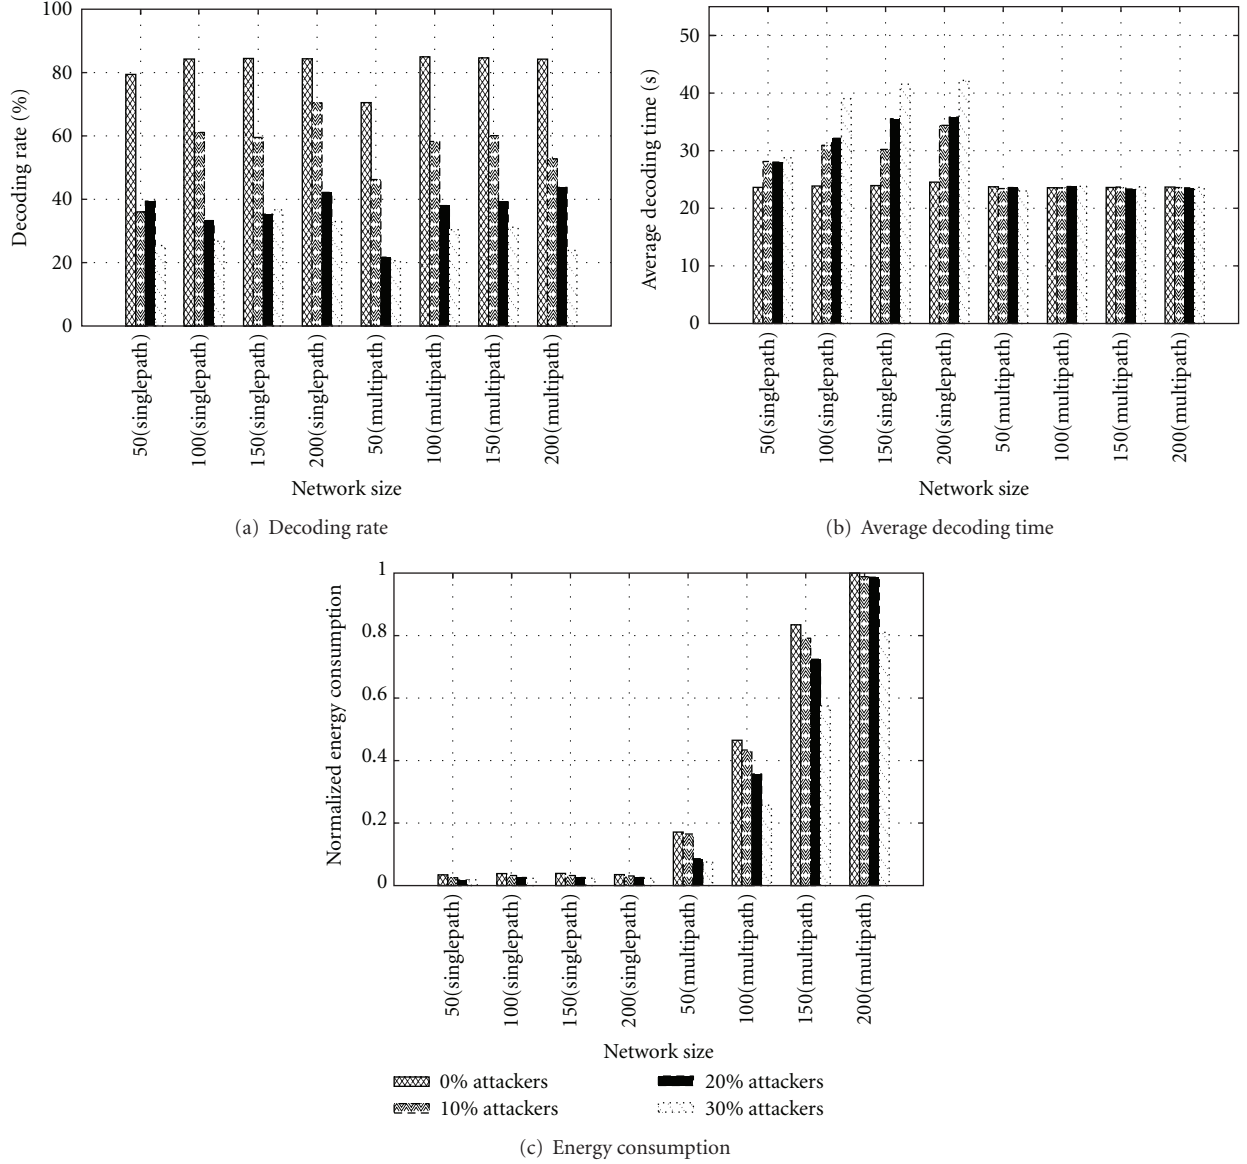 100
80
60
40
20
0
Decoding rate (%)
50(singlepath)
100(singlepath)
150(singlepath)
200(singlepath)
50(multipath)
100(multipath)
150(multipath)
200(multipath)
Network size
(a) Decoding rate
50
40
30
20
10
0
Average decoding time (s)
50(singlepath)
100(singlepath)
150(singlepath)
200(singlepath)
50(multipath)
100(multipath)
150(multipath)
200(multipath)
Network size
(b) Average decoding time
1
0.8
0.6
0.4
0.2
0
Normalized energy consumption
50(singlepath)
100(singlepath)
150(singlepath)
200(singlepath)
50(multipath)
100(multipath)
150(multipath)
200(multipath)
Network size
0% attackers
10% attackers
20% attackers
30% attackers
(c) Energy consumption